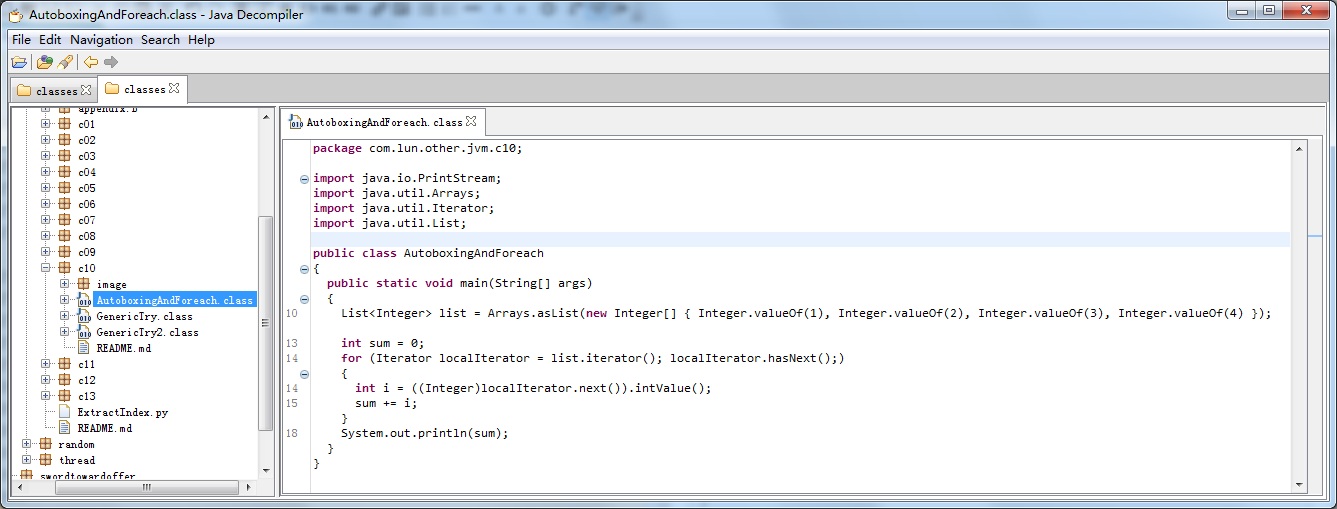 AutoboxingAndForeach.class - Java Decompiler
File Edit Navigation Search Help
classes
classes
appendix.b
c01
c02
c03
c04
c05
c06
c07
c08
c09
c10
image
AutoboxingAndForeach.class
GenericTry.class
GenericTry2.class
README.md
c11
c12
c13
ExtractIndex.py
README.md
random
thread
swordtowardoffer
AutoboxingAndForeach.class
package com.lun.other.jvm.c10;
import java.io.PrintStream;
import java.util.Arrays;
import java.util.Iterator;
import java.util.List;
public class AutoboxingAndForeach
{
public static void main(String[] args)
{
10 List<Integer> list = Arrays.asList(new Integer[] { Integer.valueOf(1), Integer.valueOf(2), Integer.valueOf(3), Integer.valueOf(4) });
13 int sum = 0;
14 for (Iterator localIterator = list.iterator(); localIterator.hasNext();)
{
14 int i = ((Integer)localIterator.next()).intValue();
15 sum += i;
}
18 System.out.println(sum);
}
}